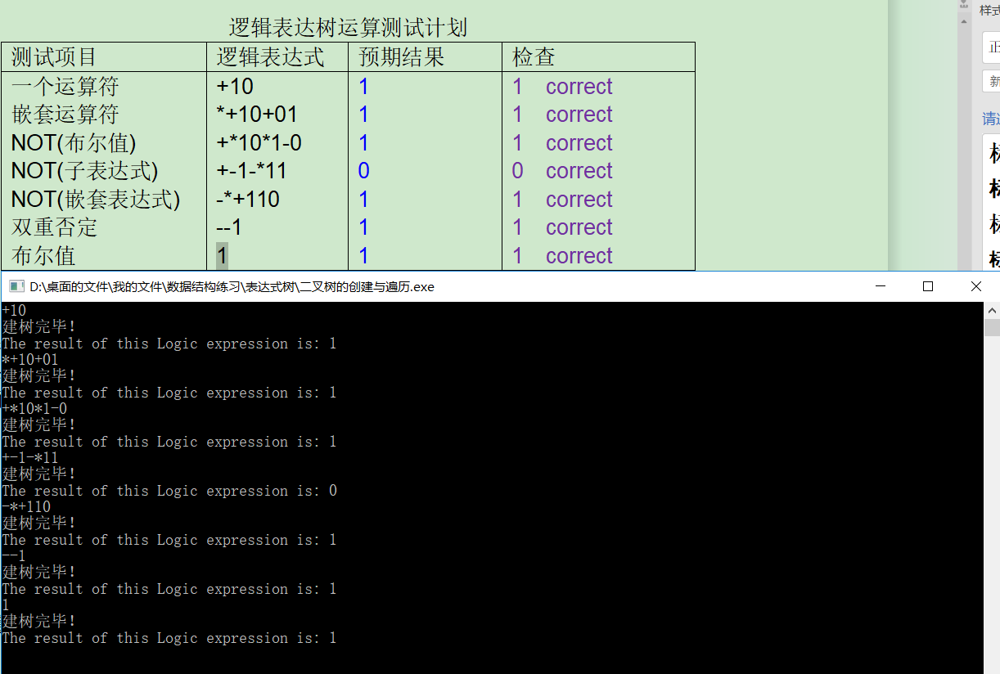 逻辑表达树运算测试计划
测试项目 逻辑表达式 预期结果 检查
一个运算符 +10 1 1 correct
嵌套运算符 *+10+01 1 1 correct
NOT(布尔值) +*10*1-0 1 1 correct
NOT(子表达式) +-1-*11 0 0 correct
NOT(嵌套表达式) -*+110 1 1 correct
双重否定 --1 1 1 correct
布尔值 1 1 1 correct
D:\桌面的文件\我的文件\数据结构练习\表达式树\二叉树的创建与遍历.exe
+10
建树完毕!
The result of this Logic expression is: 1
*+10+01
建树完毕!
The result of this Logic expression is: 1
+*10*1-0
建树完毕!
The result of this Logic expression is: 1
+-1-*11
建树完毕!
The result of this Logic expression is: 0
-*+110
建树完毕!
The result of this Logic expression is: 1
--1
建树完毕!
The result of this Logic expression is: 1
1
建树完毕!
The result of this Logic expression is: 1